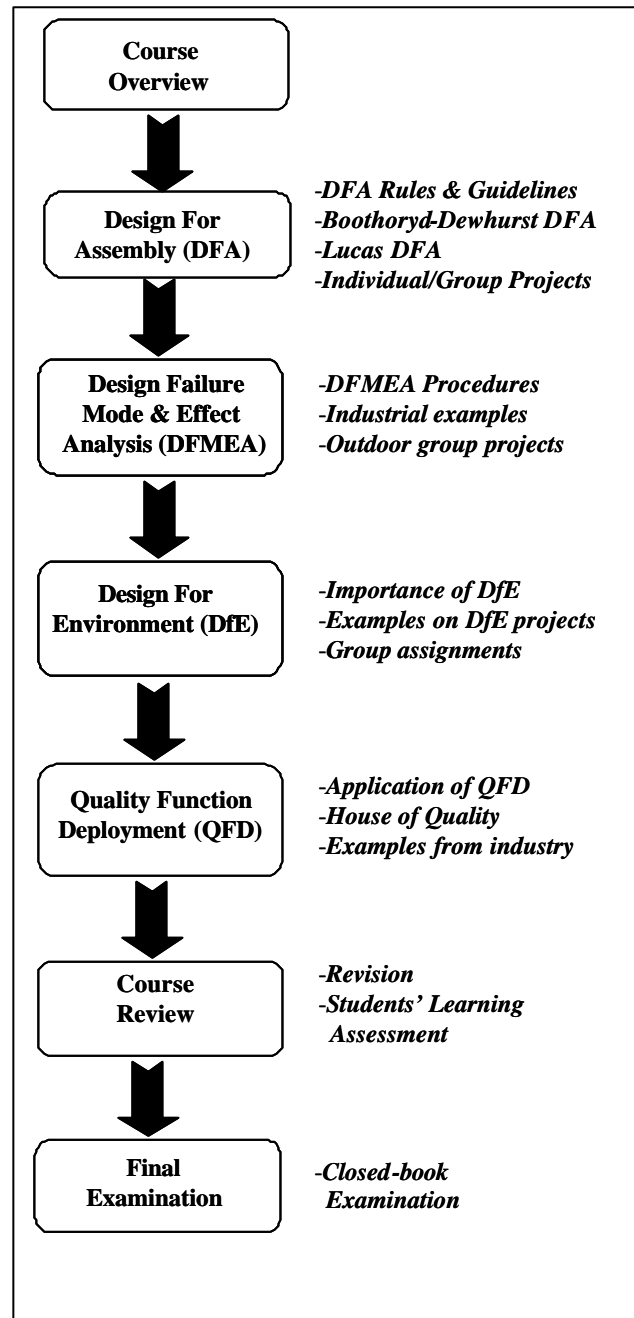 Course
Overview
Design For
Assembly (DFA)
-DFA Rules & Guidelines
-Boothoryd-Dewhurst DFA
-Lucas DFA
-Individual/Group Projects
Design Failure
Mode & Effect
Analysis (DFMEA)
-DFMEA Procedures
-Industrial examples
-Outdoor group projects
Design For
Environment (DfE)
-Importance of DfE
-Examples on DfE projects
-Group assignments
Quality Function
Deployment (QFD)
-Application of QFD
-House of Quality
-Examples from industry
Course
Review
-Revision
-Students’ Learning
Assessment
Final
Examination
-Closed-book
Examination